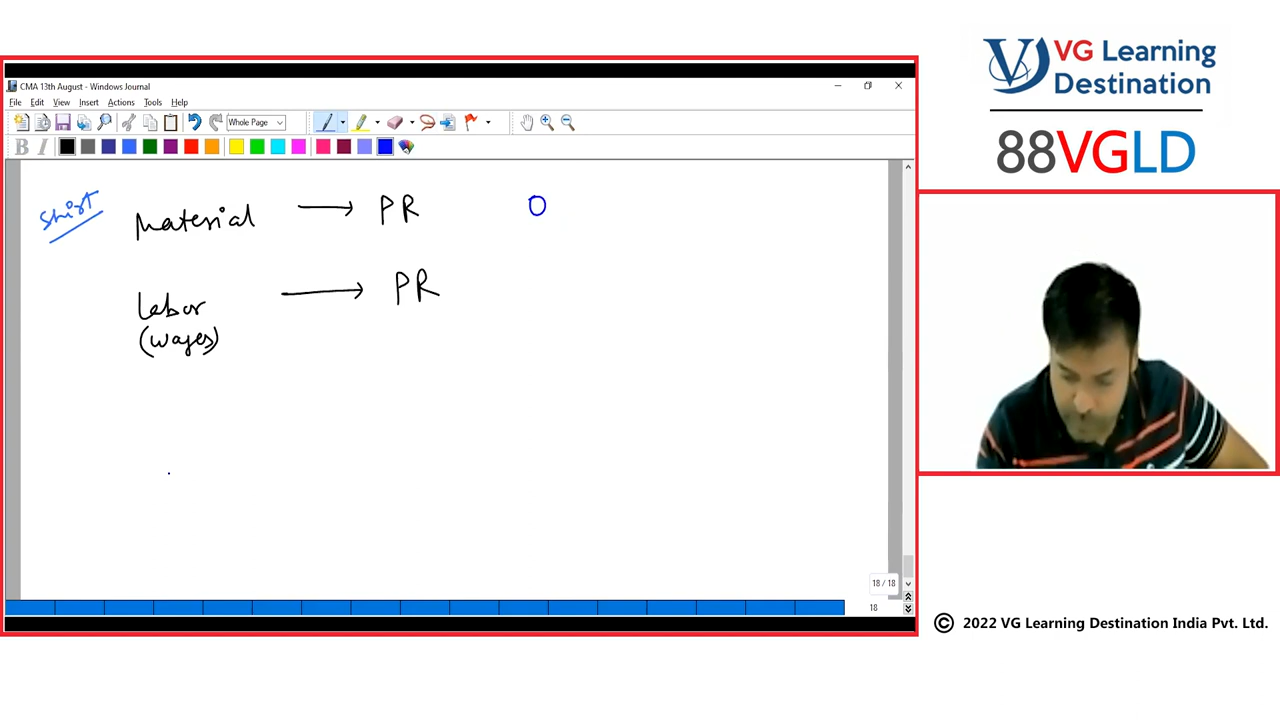 VG Learning
Destination
88VGLD
CMA 13th August - Windows Journal
File Edit View Insert Actions Tools Help
Whole Page
B I
Shirt
Material → PR O
Labor → PR
(wages)
18 / 18
18
© 2022 VG Learning Destination India Pvt. Ltd.